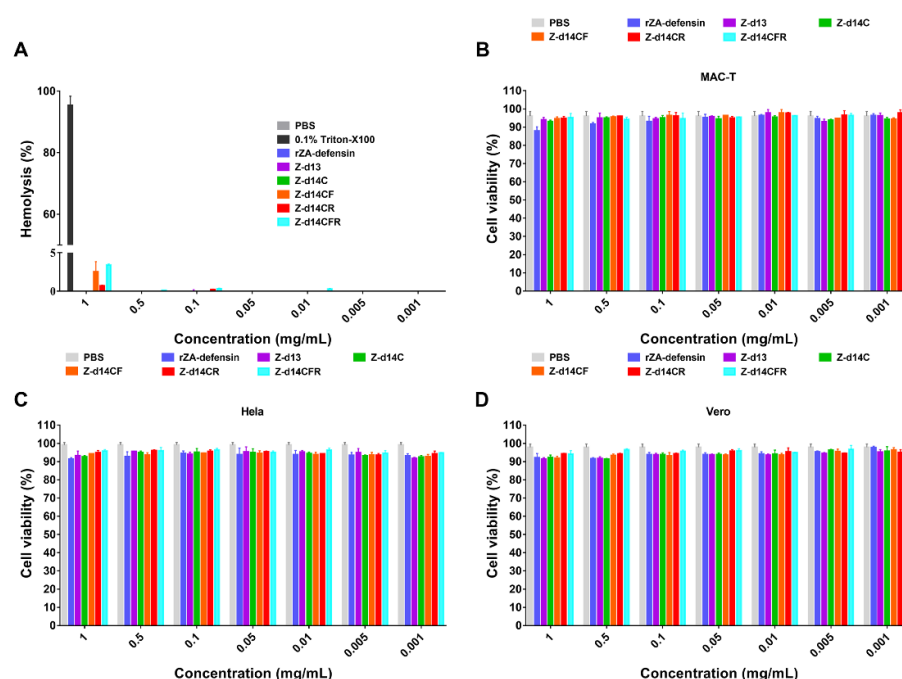 PBS rZA-defensin Z-d13 Z-d14C
Z-d14CF Z-d14CR Z-d14CFR
A
B
MAC-T
Hemolysis (%)
100
80
60
5
0
PBS
0.1% Triton-X100
rZA-defensin
Z-d13
Z-d14C
Z-d14CF
Z-d14CR
Z-d14CFR
1 0.5 0.1 0.05 0.01 0.005 0.001
Concentration (mg/mL)
Cell viability (%)
110
100
90
80
70
60
50
40
30
20
10
0
1 0.5 0.1 0.05 0.01 0.005 0.001
Concentration (mg/mL)
PBS rZA-defensin Z-d13 Z-d14C
Z-d14CF Z-d14CR Z-d14CFR
PBS rZA-defensin Z-d13 Z-d14C
Z-d14CF Z-d14CR Z-d14CFR
C
Hela
Cell viability (%)
110
100
90
80
70
60
50
40
30
20
10
0
1 0.5 0.1 0.05 0.01 0.005 0.001
Concentration (mg/mL)
D
Vero
Cell viability (%)
110
100
90
80
70
60
50
40
30
20
10
0
1 0.5 0.1 0.05 0.01 0.005 0.001
Concentration (mg/mL)